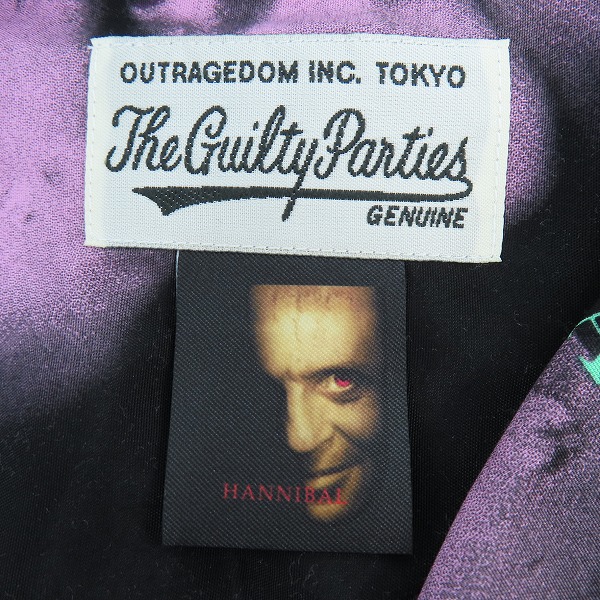 OUTRAGEDOM INC. TOKYO
The Guilty Parties
GENUINE
HANNIBAL